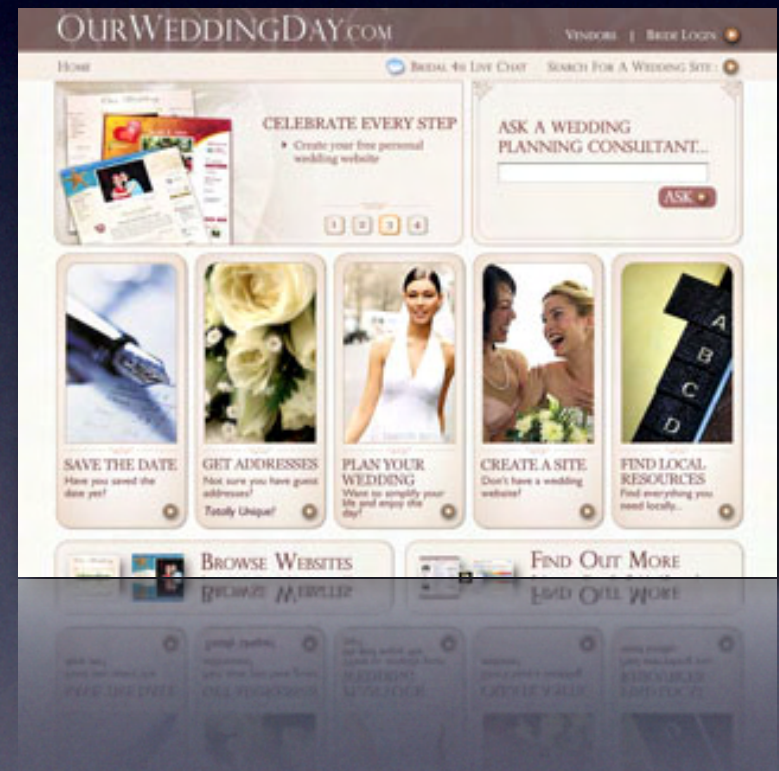 OURWEDDINGDAY.COM
VENDORS | BRIDE LOGIN
HOME
BRIDAL 411 LIVE CHAT SEARCH FOR A WEDDING SITE:
CELEBRATE EVERY STEP
Create your free personal
wedding website
1 2 3 4
ASK A WEDDING
PLANNING CONSULTANT...
ASK
SAVE THE DATE
Have you saved the
date yet?
GET ADDRESSES
Not sure you have guest
addresses?
Totally Unique!
PLAN YOUR
WEDDING
Want to simplify your
life and enjoy the
day?
CREATE A SITE
Don't have a wedding
website?
A
B
C
D
FIND LOCAL
RESOURCES
Find everything you
need locally...
BROWSE WEBSITES
FIND OUT MORE